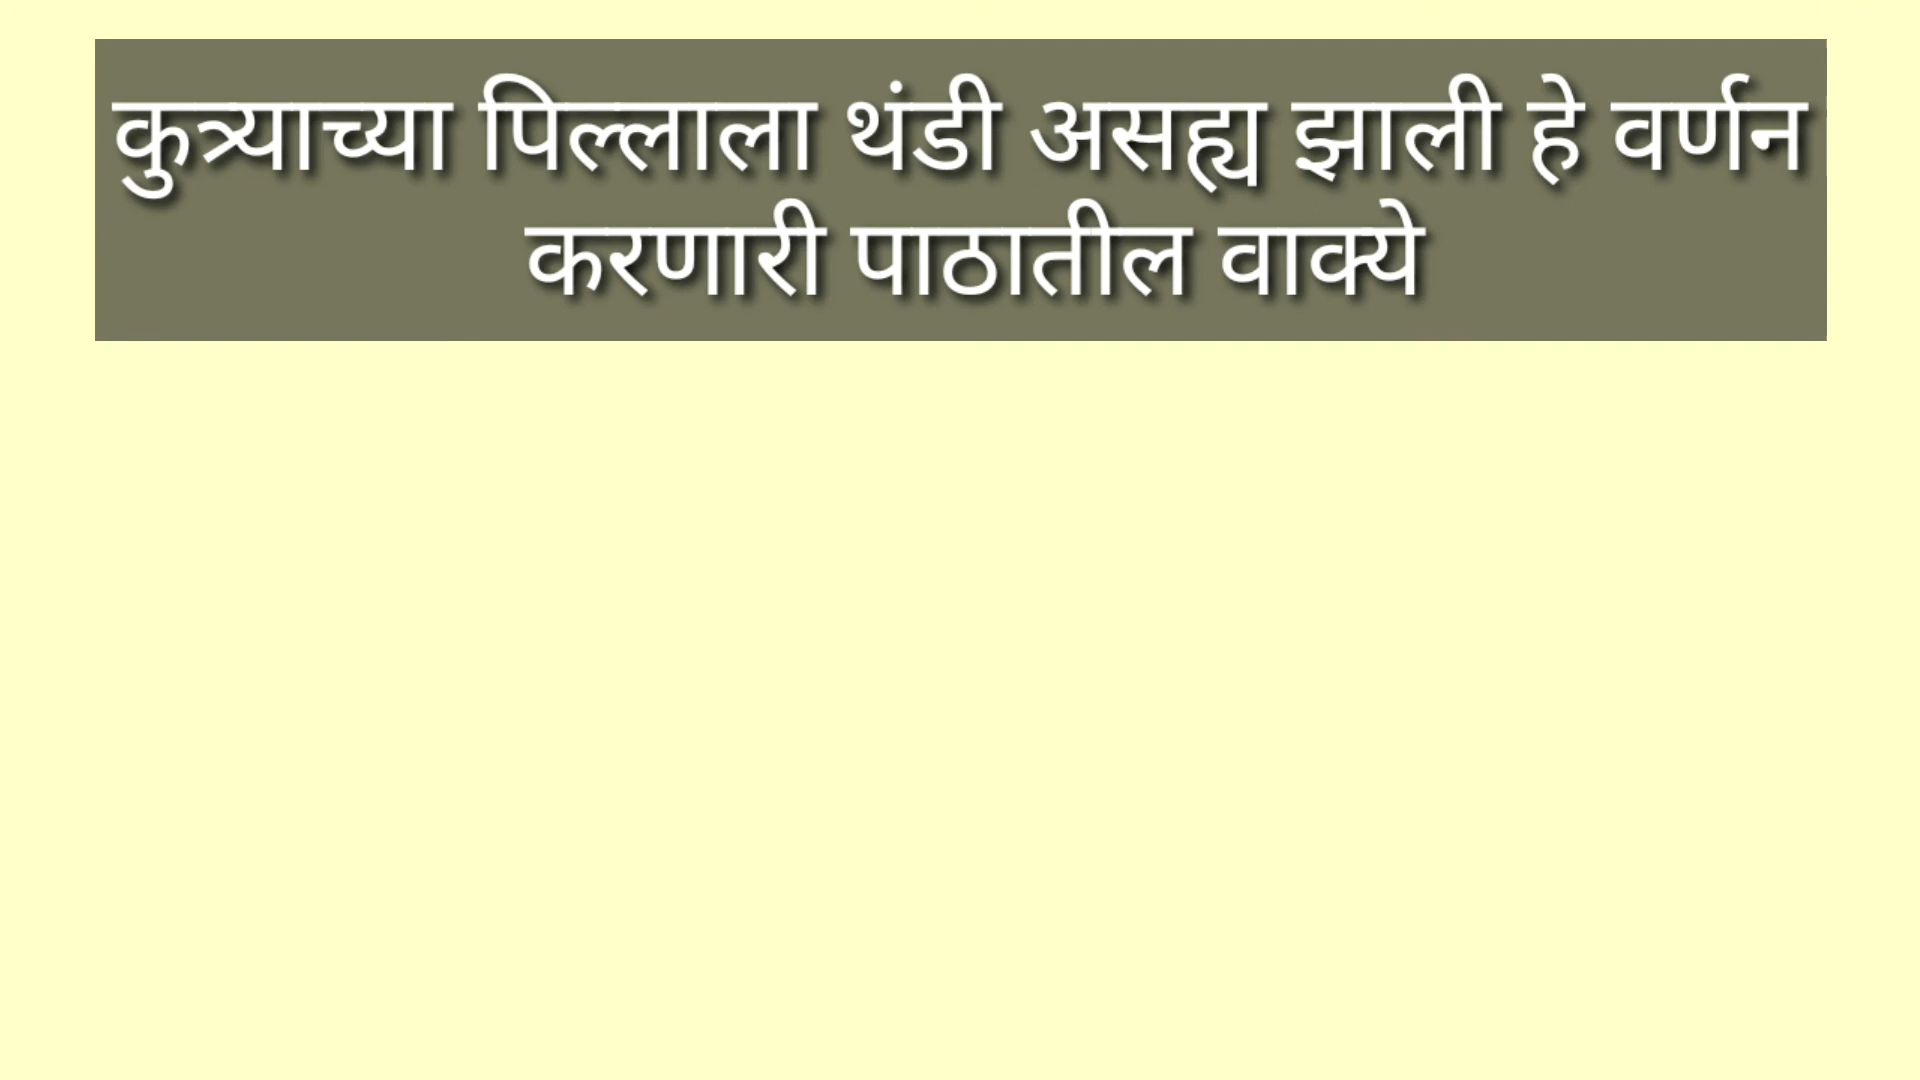 कुत्र्याच्या पिल्लाला थंडी असह्य झाली हे वर्णन
करणारी पाठातील वाक्ये